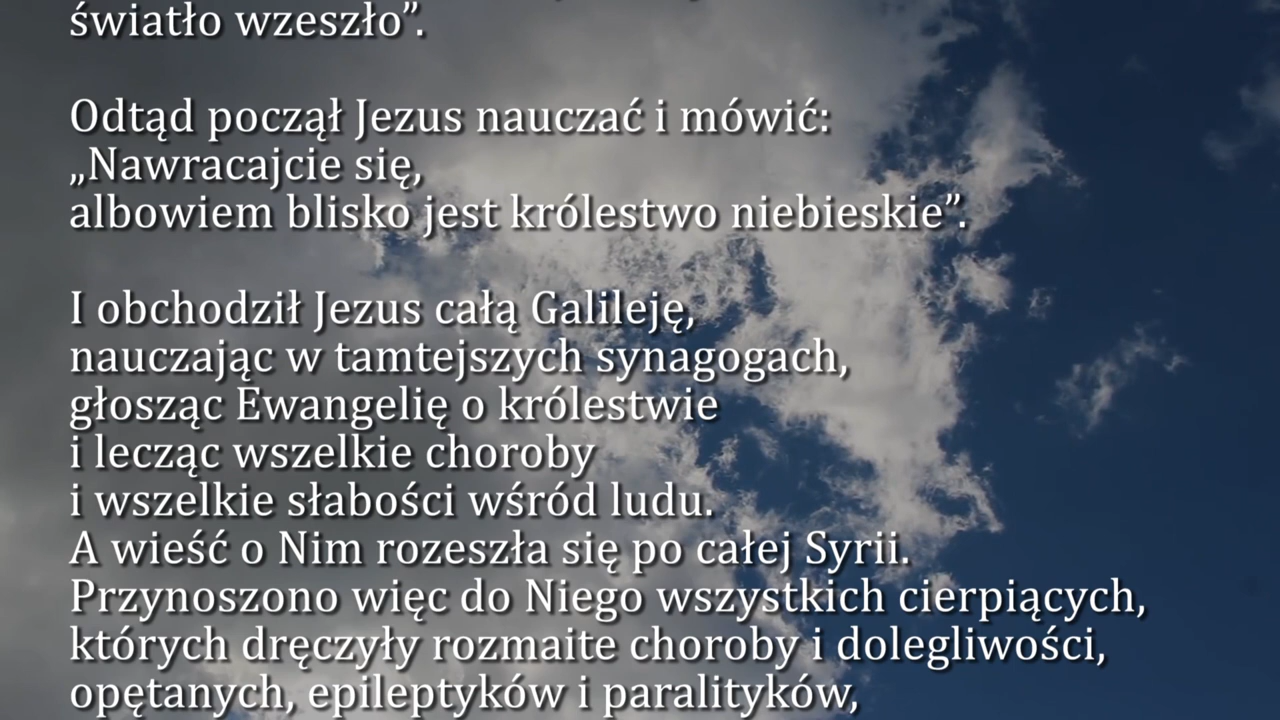 światło wzeszło”.
Odtąd począł Jezus nauczać i mówić:
„Nawracajcie się,
albowiem blisko jest królestwo niebieskie”.
I obchodził Jezus całą Galileję,
nauczając w tamtejszych synagogach,
głosząc Ewangelię o królestwie
i lecząc wszelkie choroby
i wszelkie słabości wśród ludu.
A wieść o Nim rozeszła się po całej Syrii.
Przynoszono więc do Niego wszystkich cierpiących,
których dręczyły rozmaite choroby i dolegliwości,
opętanych, epileptyków i paralityków,